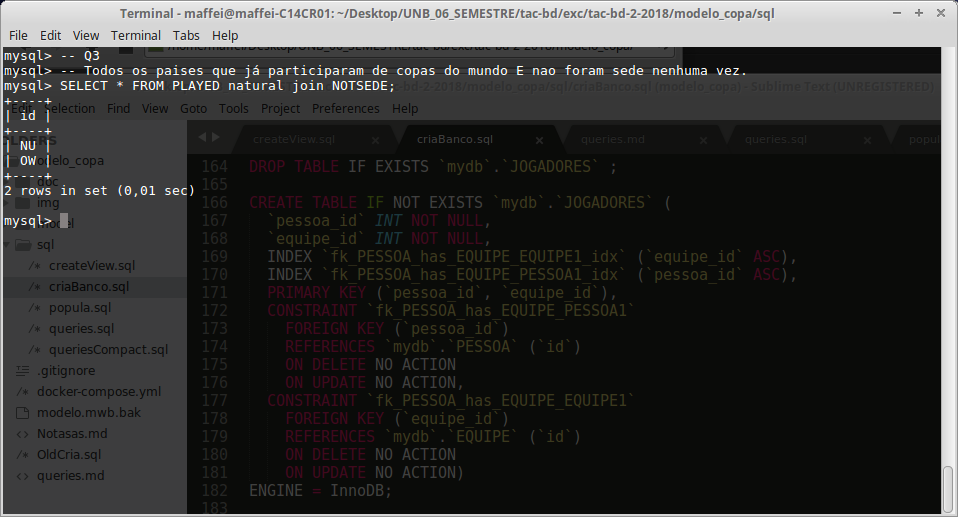 Terminal - maffei@maffei-C14CR01: ~/Desktop/UNB_06_SEMESTRE/tac-bd/exc/tac-bd-2-2018/modelo_copa/sql
File Edit View Terminal Tabs Help
mysql> -- Q3
mysql> -- Todos os paises que já participaram de copas do mundo E nao foram sede nenhuma vez.
mysql> SELECT * FROM PLAYED natural join NOTSEDE;
+----+
| id |
+----+
| NU |
| OW |
+----+
2 rows in set (0,01 sec)
mysql>
Edit Selection Find View Goto Tools Project Preferences Help
createView.sql × criaBanco.sql × queries.md × queries.sql × popula
modelo_copa
doc
img
model
sql
/* createView.sql
/* criaBanco.sql
/* popula.sql
/* queries.sql
/* queriesCompact.sql
.gitignore
/* docker-compose.yml
modelo.mwb.bak
<> Notasas.md
/* OldCria.sql
<> queries.md
164 DROP TABLE IF EXISTS `mydb`.`JOGADORES` ;
165
166 CREATE TABLE IF NOT EXISTS `mydb`.`JOGADORES` (
167 `pessoa_id` INT NOT NULL,
168 `equipe_id` INT NOT NULL,
169 INDEX `fk_PESSOA_has_EQUIPE_EQUIPE1_idx` (`equipe_id` ASC),
170 INDEX `fk_PESSOA_has_EQUIPE_PESSOA1_idx` (`pessoa_id` ASC),
171 PRIMARY KEY (`pessoa_id`, `equipe_id`),
172 CONSTRAINT `fk_PESSOA_has_EQUIPE_PESSOA1`
173 FOREIGN KEY (`pessoa_id`)
174 REFERENCES `mydb`.`PESSOA` (`id`)
175 ON DELETE NO ACTION
176 ON UPDATE NO ACTION,
177 CONSTRAINT `fk_PESSOA_has_EQUIPE_EQUIPE1`
178 FOREIGN KEY (`equipe_id`)
179 REFERENCES `mydb`.`EQUIPE` (`id`)
180 ON DELETE NO ACTION
181 ON UPDATE NO ACTION)
182 ENGINE = InnoDB;
183